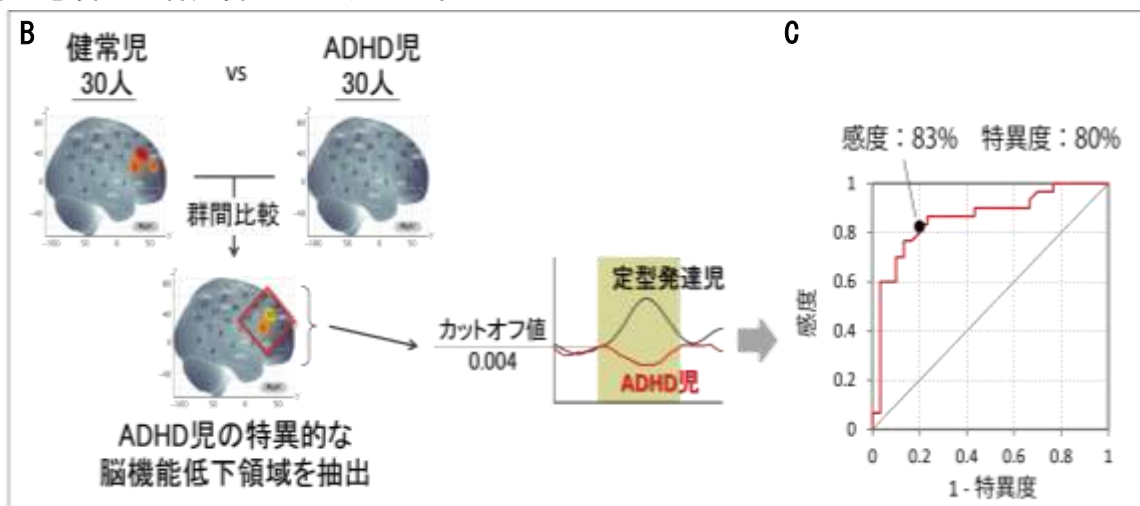 B
健常児
30人
vs
ADHD児
30人
群間比較
ADHD児の特異的な
脳機能低下領域を抽出
カットオフ値
0.004
定型発達児
ADHD児
C
感度：83%　特異度：80%
感度
1
0.8
0.6
0.4
0.2
0
0 0.2 0.4 0.6 0.8 1
1 - 特異度